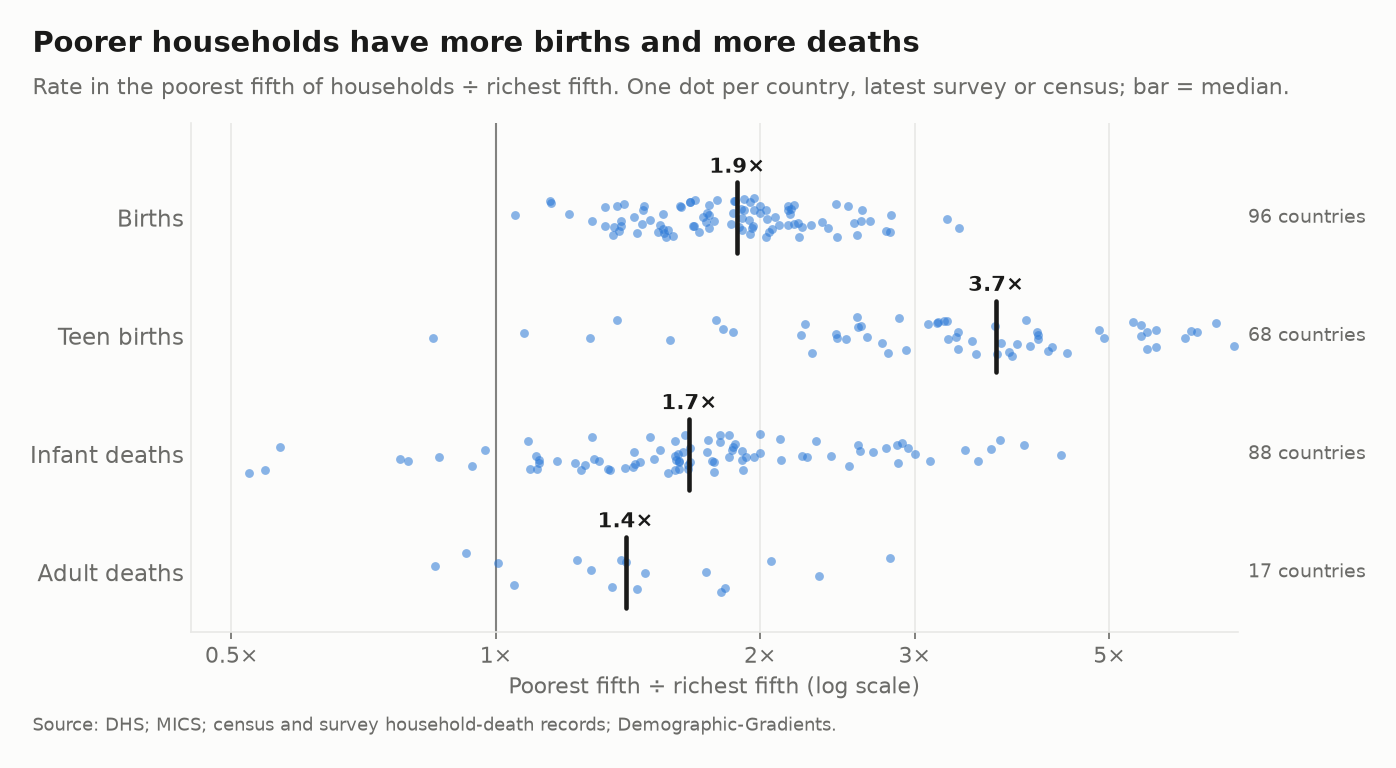 Poorer households have more births and more deaths
Rate in the poorest fifth of households ÷ richest fifth. One dot per country, latest survey or census; bar = median.
1.9×
Births
96 countries
3.7×
Teen births
68 countries
1.7×
Infant deaths
88 countries
1.4×
Adult deaths
17 countries
0.5×
1×
2×
3×
5×
Poorest fifth ÷ richest fifth (log scale)
Source: DHS; MICS; census and survey household-death records; Demographic-Gradients.